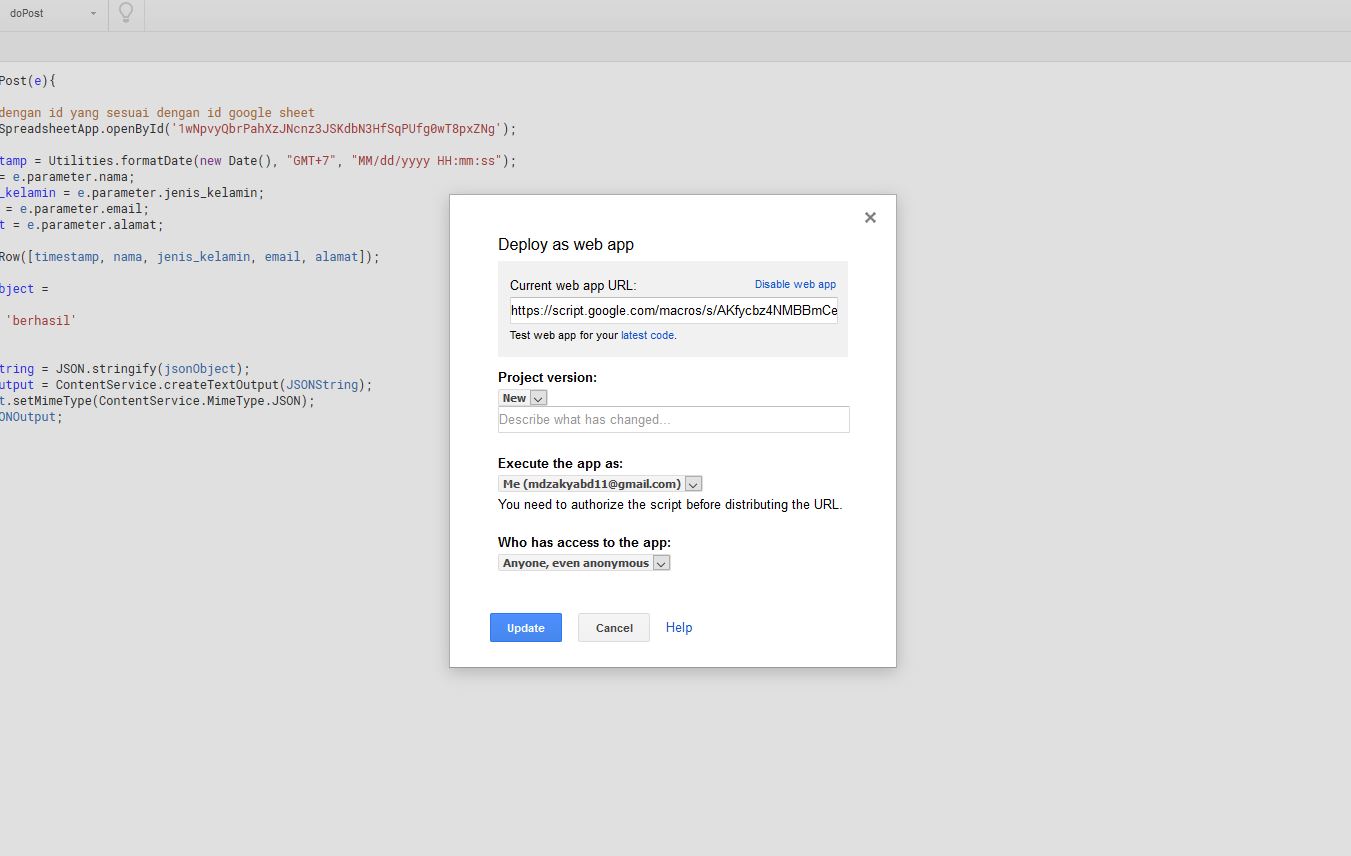 doPost
Post(e){
dengan id yang sesuai dengan id google sheet
SpreadsheetApp.openById('1wNpvyQbrPahXzJNcnz3JSKdbN3HfSqPUfg0wT8pxZNg');
tamp = Utilities.formatDate(new Date(), "GMT+7", "MM/dd/yyyy HH:mm:ss");
= e.parameter.nama;
_kelamin = e.parameter.jenis_kelamin;
= e.parameter.email;
t = e.parameter.alamat;
Row([timestamp, nama, jenis_kelamin, email, alamat]);
bject =
'berhasil'
tring = JSON.stringify(jsonObject);
utput = ContentService.createTextOutput(JSONString);
t.setMimeType(ContentService.MimeType.JSON);
ONOutput;
Deploy as web app
Current web app URL: Disable web app
https://script.google.com/macros/s/AKfycbz4NMBBmCe
Test web app for your latest code.
Project version:
New
Describe what has changed...
Execute the app as:
Me (mdzakyabd11@gmail.com)
You need to authorize the script before distributing the URL.
Who has access to the app:
Anyone, even anonymous
Update Cancel Help